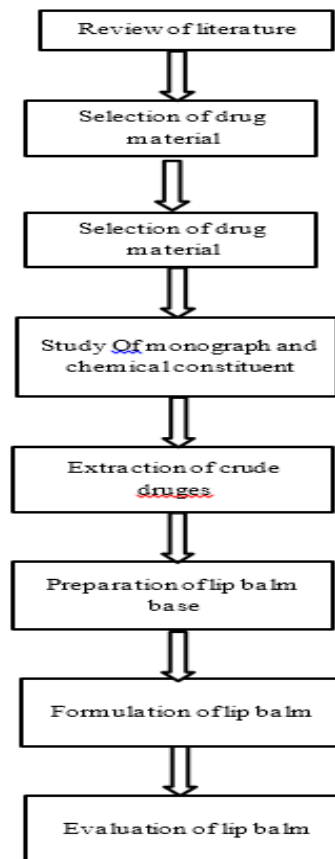 Review of literature
Selection of drug
material
Selection of drug
material
Study Of monograph and
chemical constituent
Extraction of crude
druges
Preparation of lip balm
base
Formulation of lip balm
Evaluation of lip balm